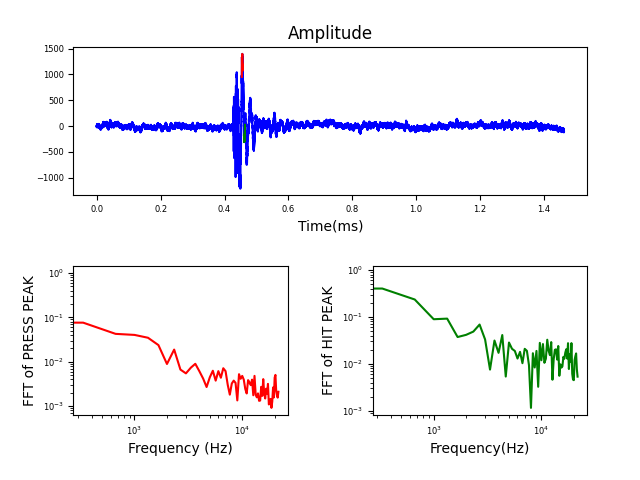 Amplitude
1500
1000
500
0
−500
−1000
0.0 0.2 0.4 0.6 0.8 1.0 1.2 1.4
Time(ms)
FFT of PRESS PEAK
10⁰
10⁻¹
10⁻²
10⁻³
10³ 10⁴
Frequency (Hz)
FFT of HIT PEAK
10⁰
10⁻¹
10⁻²
10⁻³
10³ 10⁴
Frequency(Hz)